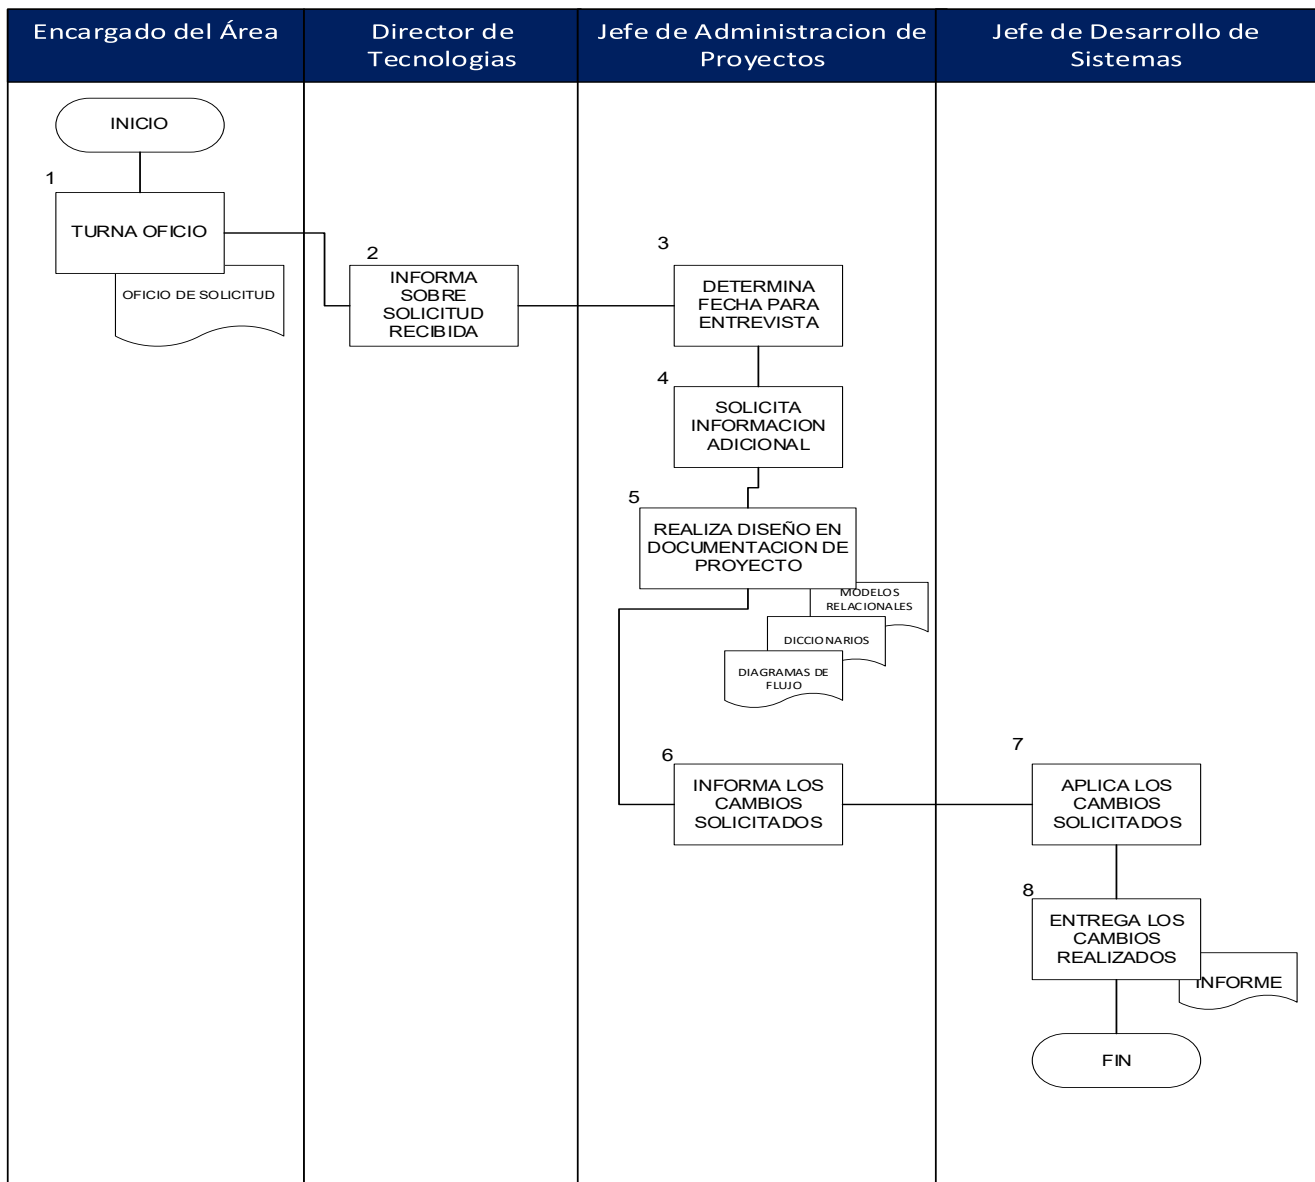 Encargado del Área
Director de
Tecnologias
Jefe de Administracion de
Proyectos
Jefe de Desarrollo de
Sistemas
INICIO
1
TURNA OFICIO
OFICIO DE SOLICITUD
2
INFORMA
SOBRE
SOLICITUD
RECIBIDA
3
DETERMINA
FECHA PARA
ENTREVISTA
4
SOLICITA
INFORMACION
ADICIONAL
5
REALIZA DISEÑO EN
DOCUMENTACION DE
PROYECTO
MODELOS
RELACIONALES
DICCIONARIOS
DIAGRAMAS DE
FLUJO
6
INFORMA LOS
CAMBIOS
SOLICITADOS
7
APLICA LOS
CAMBIOS
SOLICITADOS
8
ENTREGA LOS
CAMBIOS
REALIZADOS
INFORME
FIN